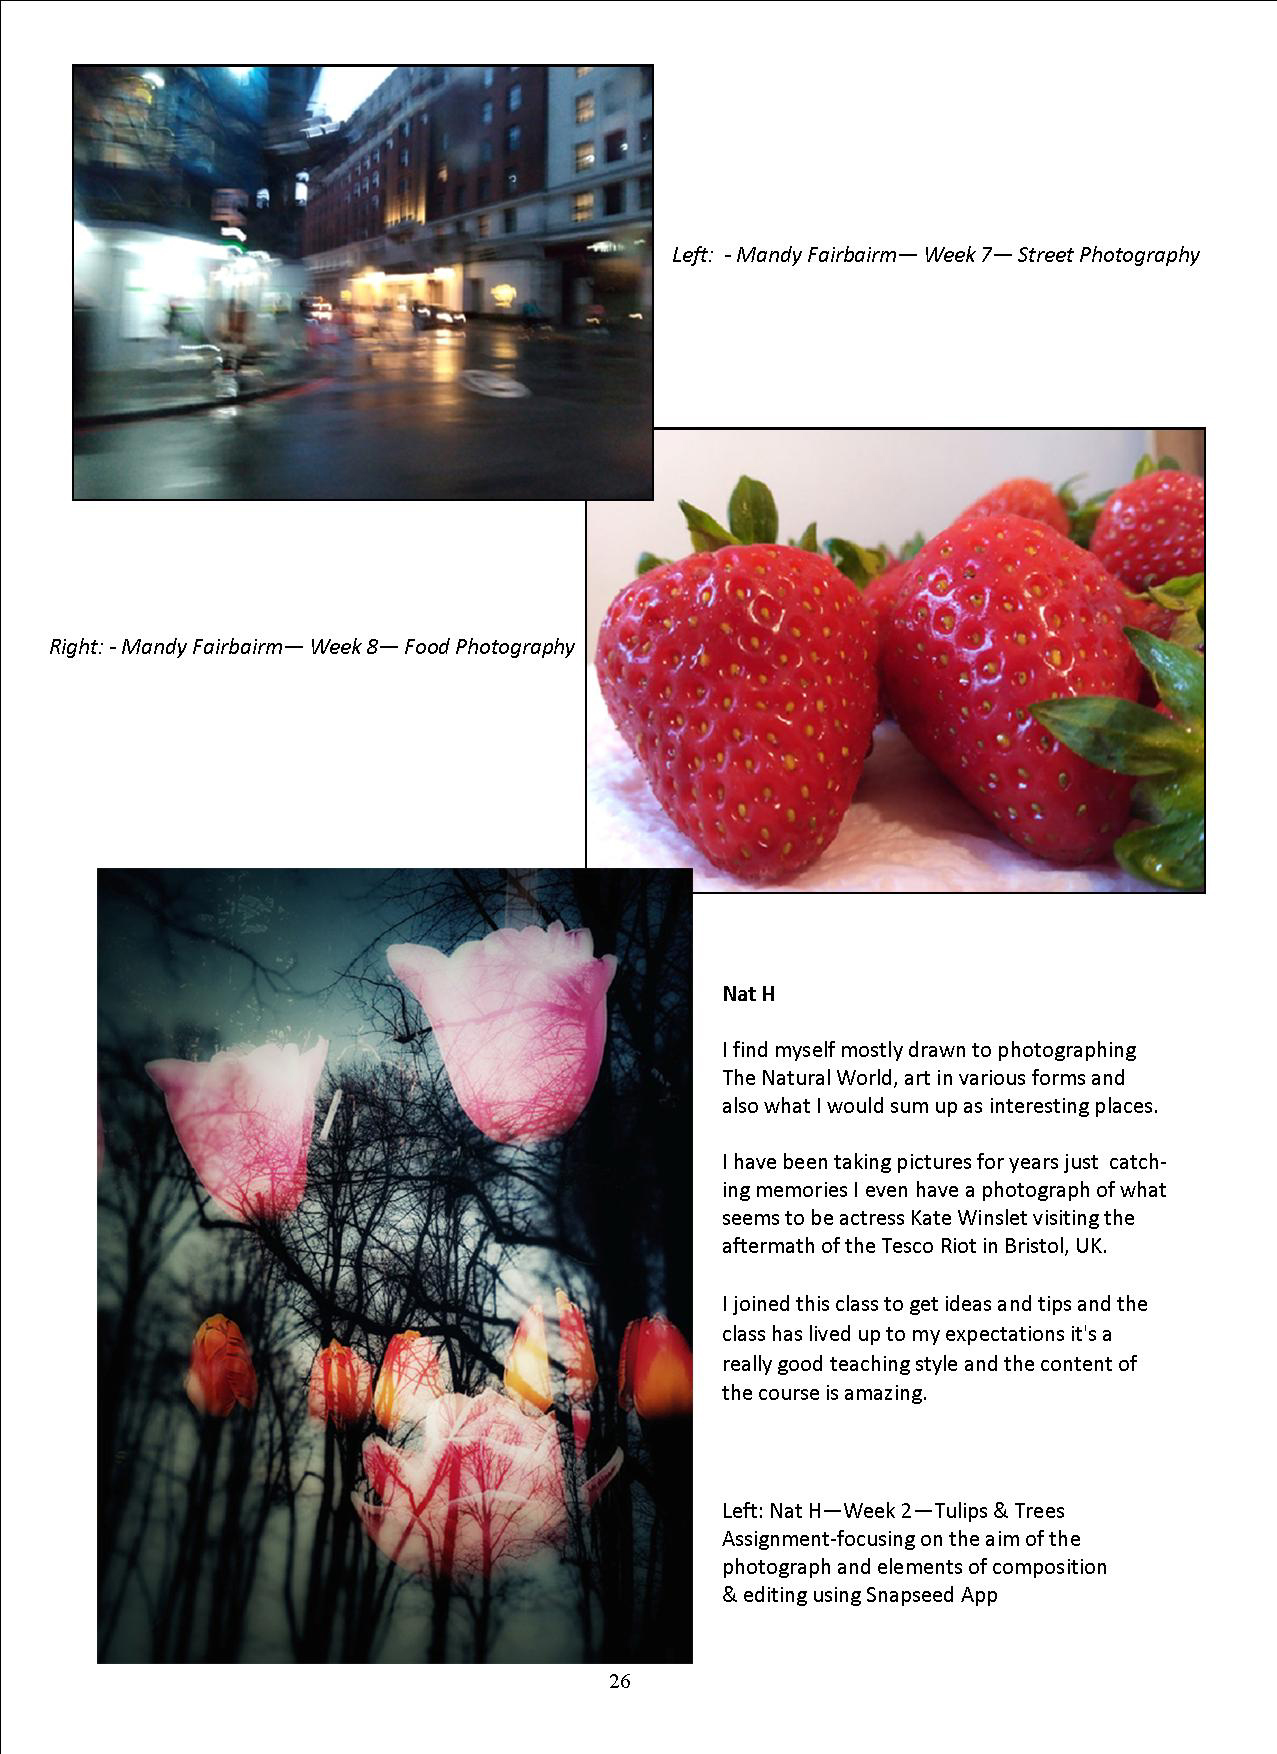 Left:  - Mandy Fairbairm— Week 7— Street Photography
Right: - Mandy Fairbairm— Week 8— Food Photography
Nat H
I find myself mostly drawn to photographing
The Natural World, art in various forms and
also what I would sum up as interesting places.
I have been taking pictures for years just  catch-
ing memories I even have a photograph of what
seems to be actress Kate Winslet visiting the
aftermath of the Tesco Riot in Bristol, UK.
I joined this class to get ideas and tips and the
class has lived up to my expectations it's a
really good teaching style and the content of
the course is amazing.
Left: Nat H—Week 2—Tulips & Trees
Assignment-focusing on the aim of the
photograph and elements of composition
& editing using Snapseed App
26